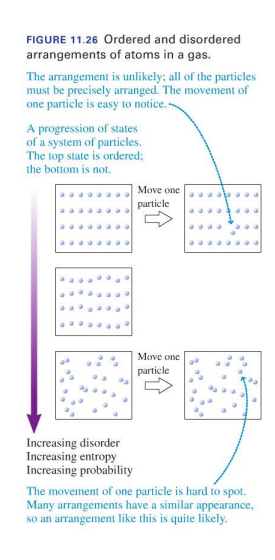 FIGURE 11.26 Ordered and disordered
arrangements of atoms in a gas.
The arrangement is unlikely; all of the particles
must be precisely arranged. The movement of
one particle is easy to notice.
A progression of states
of a system of particles.
The top state is ordered;
the bottom is not.
Move one
particle
Move one
particle
Increasing disorder
Increasing entropy
Increasing probability
The movement of one particle is hard to spot.
Many arrangements have a similar appearance,
so an arrangement like this is quite likely.